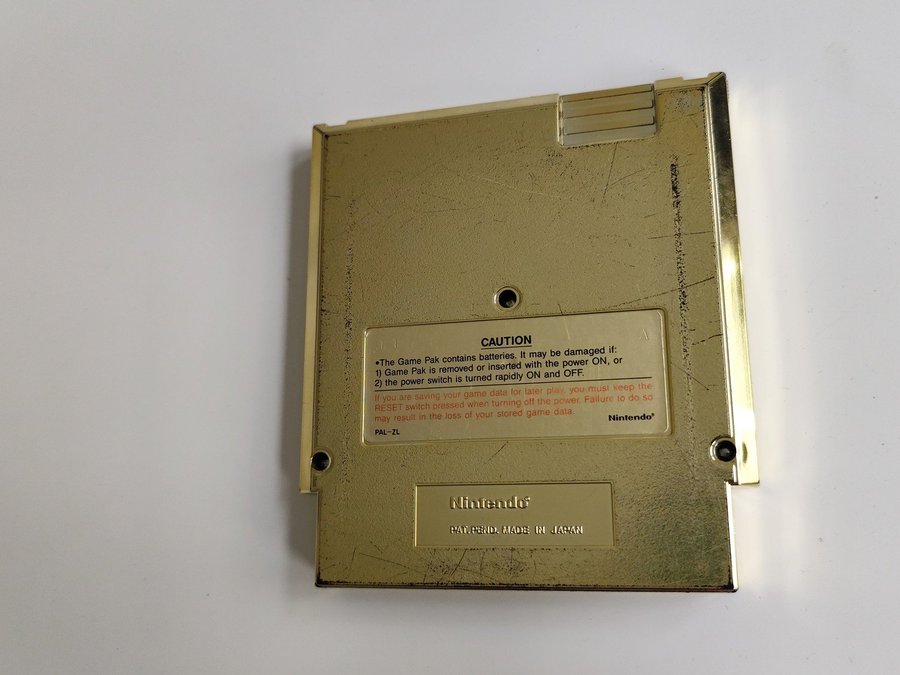 CAUTION
•The Game Pak contains batteries. It may be damaged if:
1) Game Pak is removed or inserted with the power ON, or
2) the power switch is turned rapidly ON and OFF.
If you are saving your game data for later play, you must keep the
RESET switch pressed when turning off the power. Failure to do so
may result in the loss of your stored game data.
Nintendo®
PAL-ZL
Nintendo®
PAT. PEND. MADE IN JAPAN